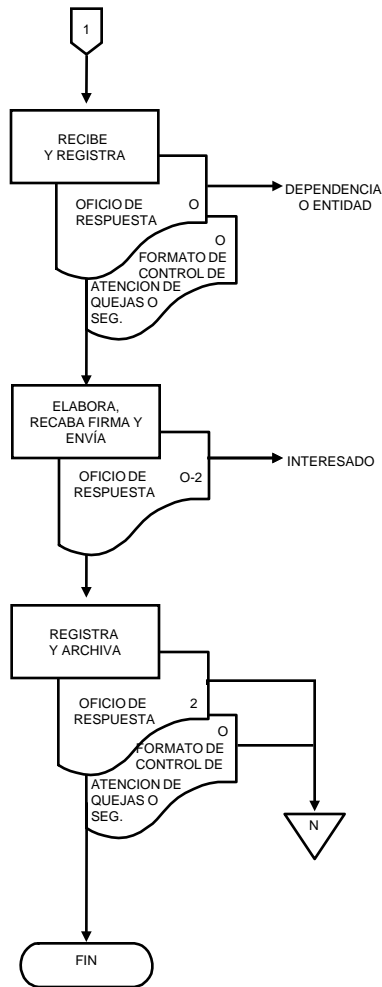 1
RECIBE
Y REGISTRA
OFICIO DE
RESPUESTA O
DEPENDENCIA
O ENTIDAD
O
FORMATO DE
CONTROL DE
ATENCION DE
QUEJAS O
SEG.
ELABORA,
RECABA FIRMA Y
ENVÍA
OFICIO DE
RESPUESTA O-2
INTERESADO
REGISTRA
Y ARCHIVA
OFICIO DE 2
RESPUESTA
O
FORMATO DE
CONTROL DE
ATENCION DE
QUEJAS O
SEG.
N
FIN